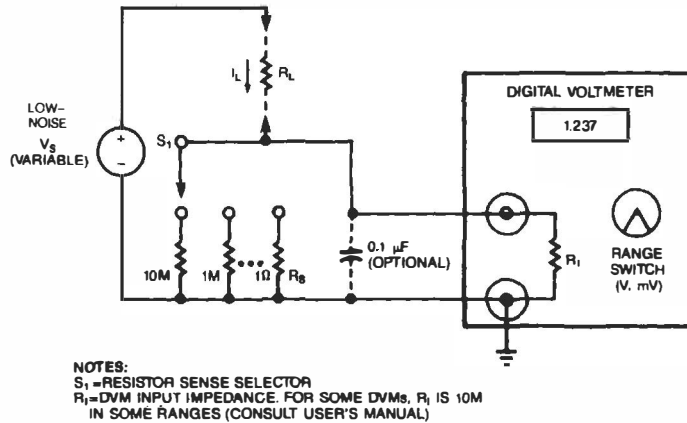 I_L
R_L
LOW-
NOISE
V_S
(VARIABLE)
+
−
S₁
10M
1M
1Ω
R_S
0.1 µF
(OPTIONAL)
DIGITAL VOLTMETER
1.237
R_I
RANGE
SWITCH
(V, mV)
NOTES:
S₁ =RESISTOR SENSE SELECTOR
R_I=DVM INPUT IMPEDANCE. FOR SOME DVMs, R_I IS 10M
IN SOME RANGES (CONSULT USER'S MANUAL)